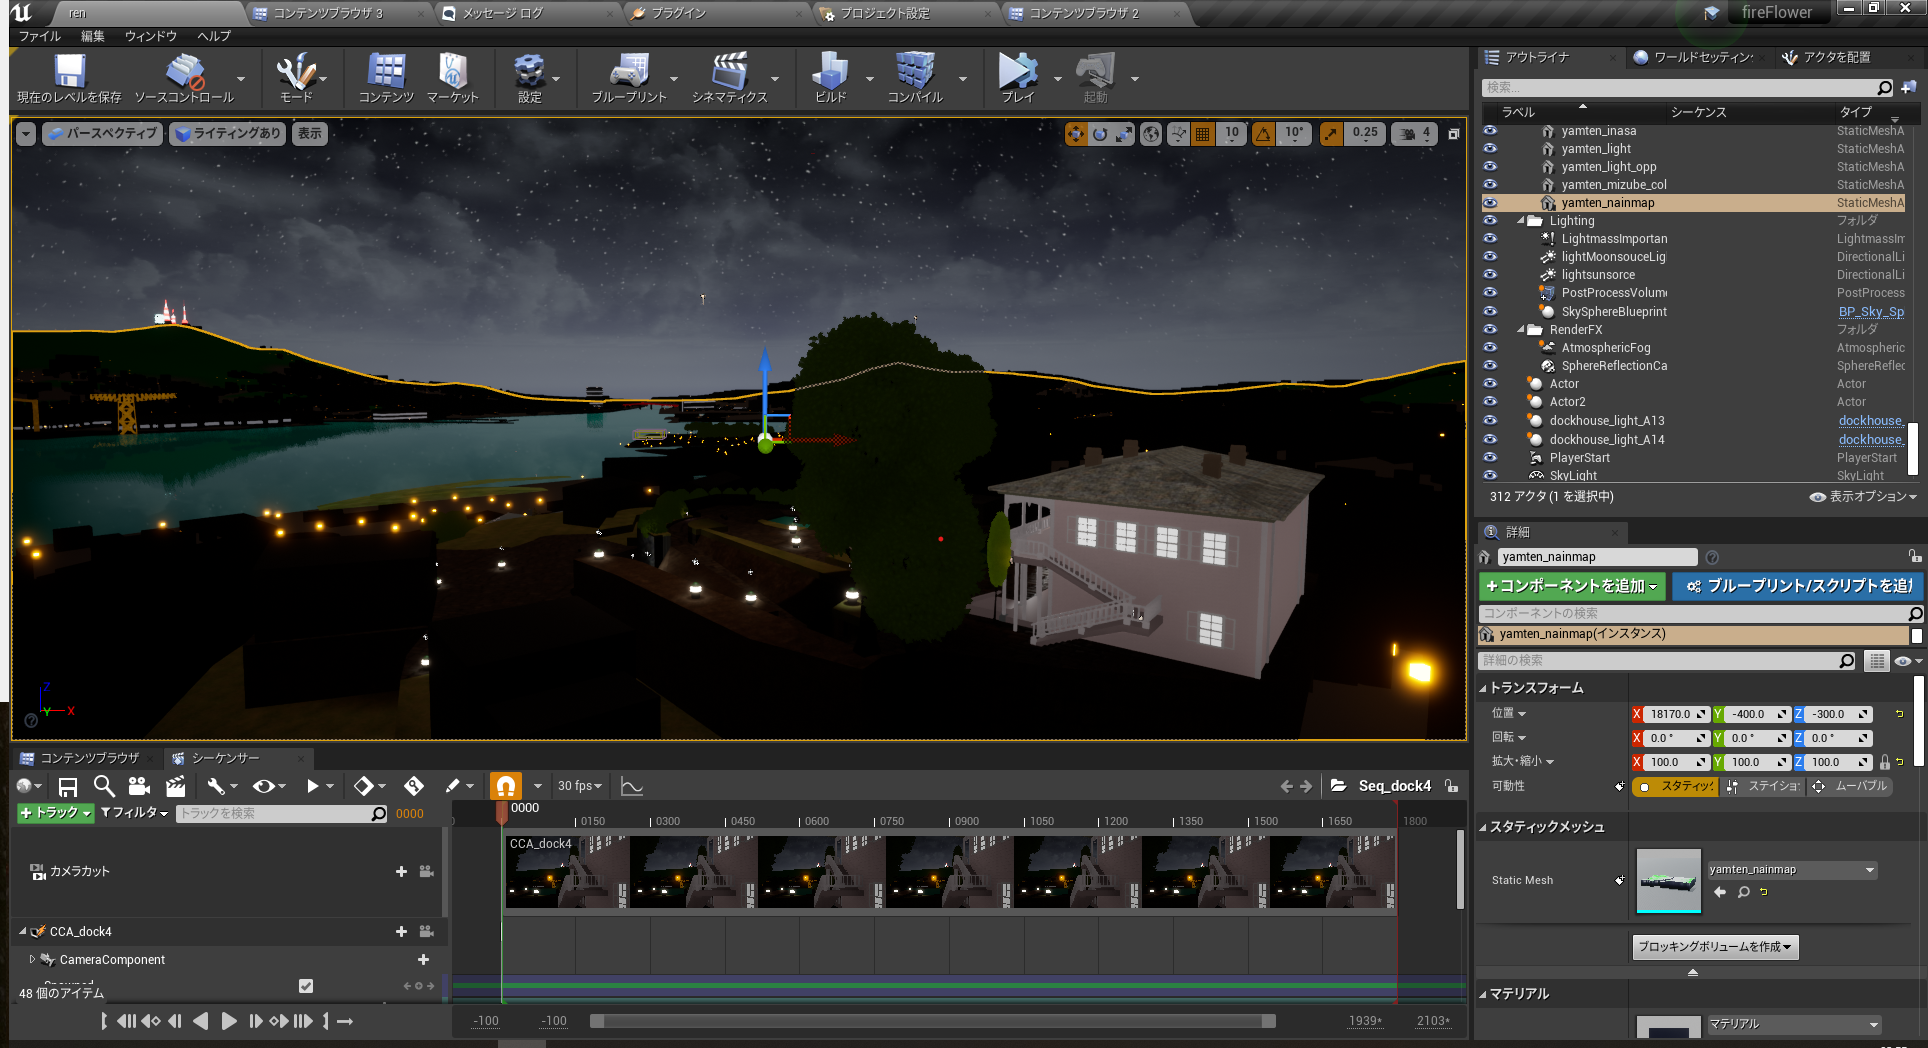 ren
コンテンツブラウザ 3
メッセージ ログ
プラグイン
プロジェクト設定
コンテンツブラウザ 2
fireFlower
ファイル
編集
ウィンドウ
ヘルプ
現在のレベルを保存
ソースコントロール
モード
コンテンツ
マーケット
設定
ブループリント
シネマティクス
ビルド
コンパイル
プレイ
起動
パースペクティブ
ライティングあり
表示
10
10°
0.25
4
Z
Y
X
アウトライナ
ワールドセッティン
アクタを配置
検索...
ラベル
シーケンス
タイプ
yamten_inasa
StaticMeshA
yamten_light
StaticMeshA
yamten_light_opp
StaticMeshA
yamten_mizube_col
StaticMeshA
yamten_nainmap
StaticMeshA
Lighting
フォルダ
LightmassImportan
LightmassIm
lightMoonsouceLig
DirectionalLi
lightsunsorce
DirectionalLi
PostProcessVolume
PostProcess
SkySphereBlueprint
BP_Sky_Sp
RenderFX
フォルダ
AtmosphericFog
Atmospheric
SphereReflectionCa
SphereReflec
Actor
Actor
Actor2
Actor
dockhouse_light_A13
dockhouse_
dockhouse_light_A14
dockhouse_
PlayerStart
PlayerStart
SkyLight
SkyLight
312 アクタ (1 を選択中)
表示オプション
詳細
yamten_nainmap
+コンポーネントを追加
ブループリント/スクリプトを追
コンポーネントの検索
yamten_nainmap(インスタンス)
詳細の検索
トランスフォーム
位置
X 18170.0 Y -400.0 Z -300.0
回転
X 0.0 ° Y 0.0 ° Z 0.0 °
拡大・縮小
X 100.0 Y 100.0 Z 100.0
可動性
スタティック
ステイショ
ムーバブル
スタティックメッシュ
Static Mesh
yamten_nainmap
ブロッキングボリュームを作成
マテリアル
マテリアル
コンテンツブラウザ
シーケンサー
30 fps
Seq_dock4
+トラック
フィルタ
トラックを検索
0000
0000
0150
0300
0450
0600
0750
0900
1050
1200
1350
1500
1650
1800
カメラカット
CCA_dock4
CCA_dock4
CameraComponent
48 個のアイテム
-100
-100
1939*
2103*